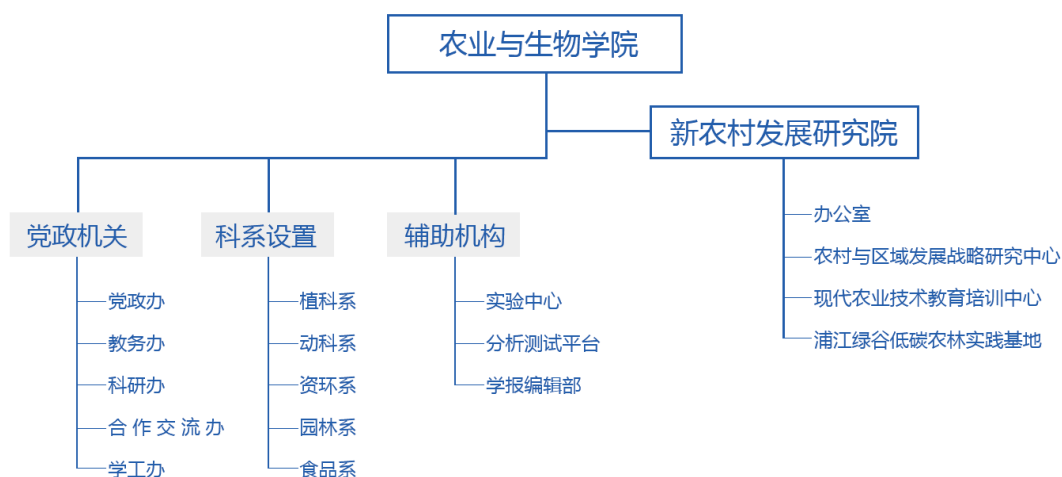 农业与生物学院
新农村发展研究院
办公室
农村与区域发展战略研究中心
现代农业技术教育培训中心
浦江绿谷低碳农林实践基地
党政机关
党政办
教务办
科研办
合作交流办
学工办
科系设置
植科系
动科系
资环系
园林系
食品系
辅助机构
实验中心
分析测试平台
学报编辑部